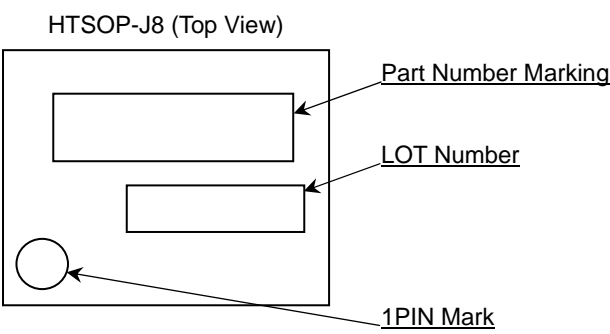 HTSOP-J8 (Top View)
Part Number Marking
LOT Number
1PIN Mark